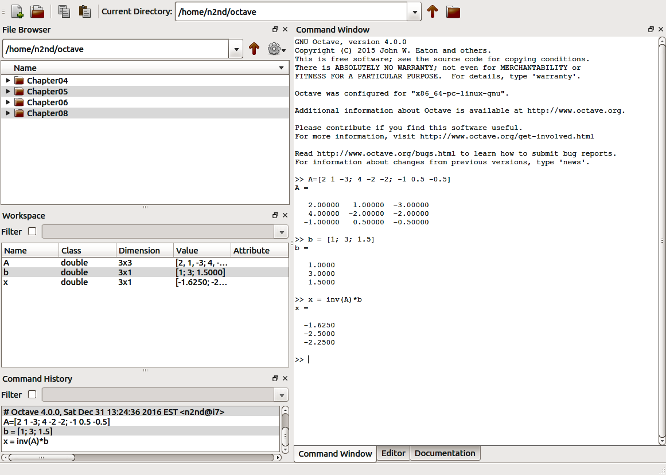 Current Directory: /home/n2nd/octave
File Browser
/home/n2nd/octave
Name
Chapter04
Chapter05
Chapter06
Chapter08
Workspace
Filter
Name Class Dimension Value Attribute
A double 3x3 [2, 1, -3; 4, -...
b double 3x1 [1; 3; 1.5000]
x double 3x1 [-1.6250; -2...
Command History
Filter
# Octave 4.0.0, Sat Dec 31 13:24:36 2016 EST <n2nd@i7>
A=[2 1 -3; 4 -2 -2; -1 0.5 -0.5]
b = [1; 3; 1.5]
x = inv(A)*b
Command Window
GNU Octave, version 4.0.0
Copyright (C) 2015 John W. Eaton and others.
This is free software; see the source code for copying conditions.
There is ABSOLUTELY NO WARRANTY; not even for MERCHANTABILITY or
FITNESS FOR A PARTICULAR PURPOSE.  For details, type 'warranty'.
Octave was configured for "x86_64-pc-linux-gnu".
Additional information about Octave is available at http://www.octave.org.
Please contribute if you find this software useful.
For more information, visit http://www.octave.org/get-involved.html
Read http://www.octave.org/bugs.html to learn how to submit bug reports.
For information about changes from previous versions, type 'news'.
>> A=[2 1 -3; 4 -2 -2; -1 0.5 -0.5]
A =
2.00000 1.00000 -3.00000
4.00000 -2.00000 -2.00000
-1.00000 0.50000 -0.50000
>> b = [1; 3; 1.5]
b =
1.0000
3.0000
1.5000
>> x = inv(A)*b
x =
-1.6250
-2.5000
-2.2500
>>
Command Window Editor Documentation